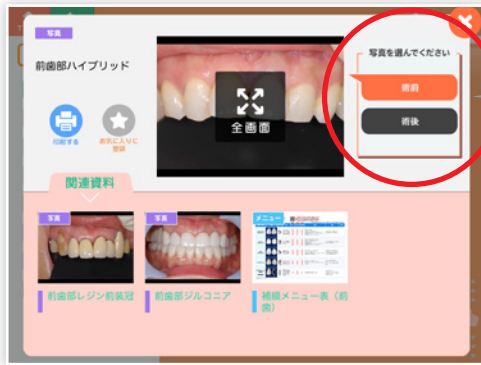 写真
前歯部ハイブリッド
印刷する
お気に入りに
登録
全画面
写真を選んでください
術前
術後
関連資料
写真
前歯部レジン前装冠
写真
前歯部ジルコニア
メニュー
補綴メニュー表（前
歯）